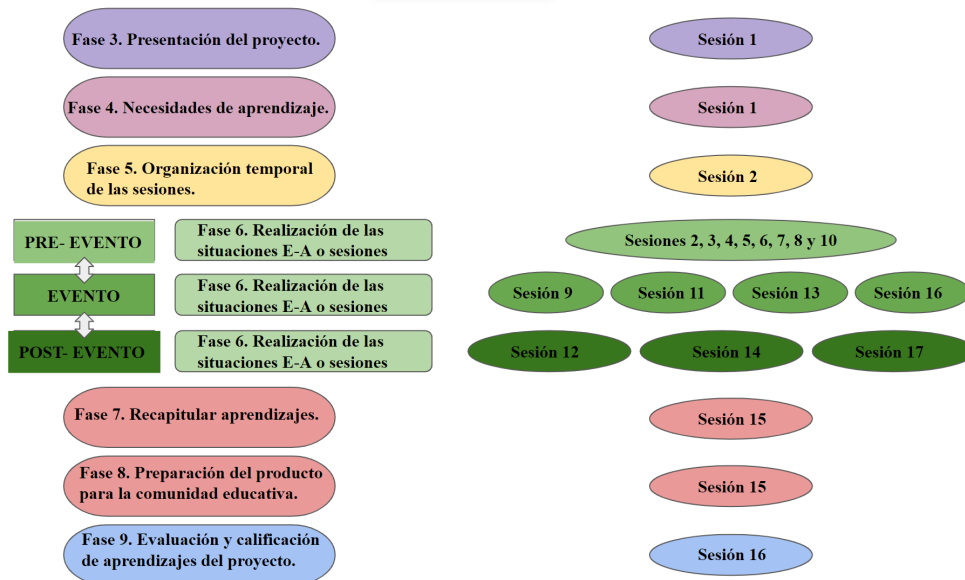 Fase 3. Presentación del proyecto.
Sesión 1
Fase 4. Necesidades de aprendizaje.
Sesión 1
Fase 5. Organización temporal
de las sesiones.
Sesión 2
PRE- EVENTO
Fase 6. Realización de las
situaciones E-A o sesiones
Sesiones 2, 3, 4, 5, 6, 7, 8 y 10
EVENTO
Fase 6. Realización de las
situaciones E-A o sesiones
Sesión 9
Sesión 11
Sesión 13
Sesión 16
POST- EVENTO
Fase 6. Realización de las
situaciones E-A o sesiones
Sesión 12
Sesión 14
Sesión 17
Fase 7. Recapitular aprendizajes.
Sesión 15
Fase 8. Preparación del producto
para la comunidad educativa.
Sesión 15
Fase 9. Evaluación y calificación
de aprendizajes del proyecto.
Sesión 16